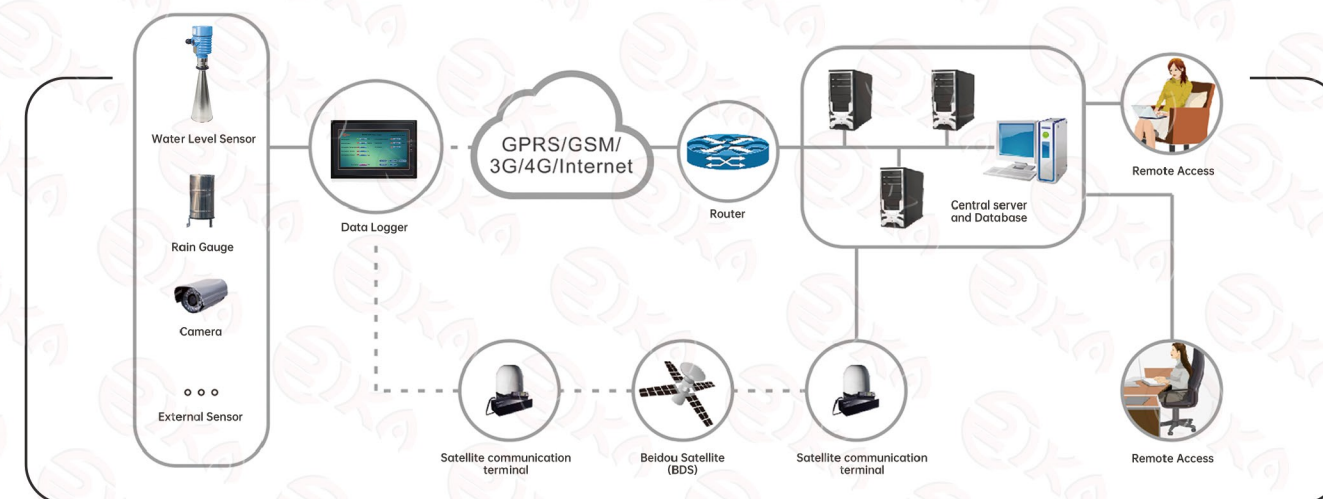 Water Level Sensor
Rain Gauge
Camera
External Sensor
Data Logger
GPRS/GSM/
3G/4G/Internet
Router
Central server
and Database
Remote Access
Satellite communication
terminal
Beidou Satellite
(BDS)
Satellite communication
terminal
Remote Access